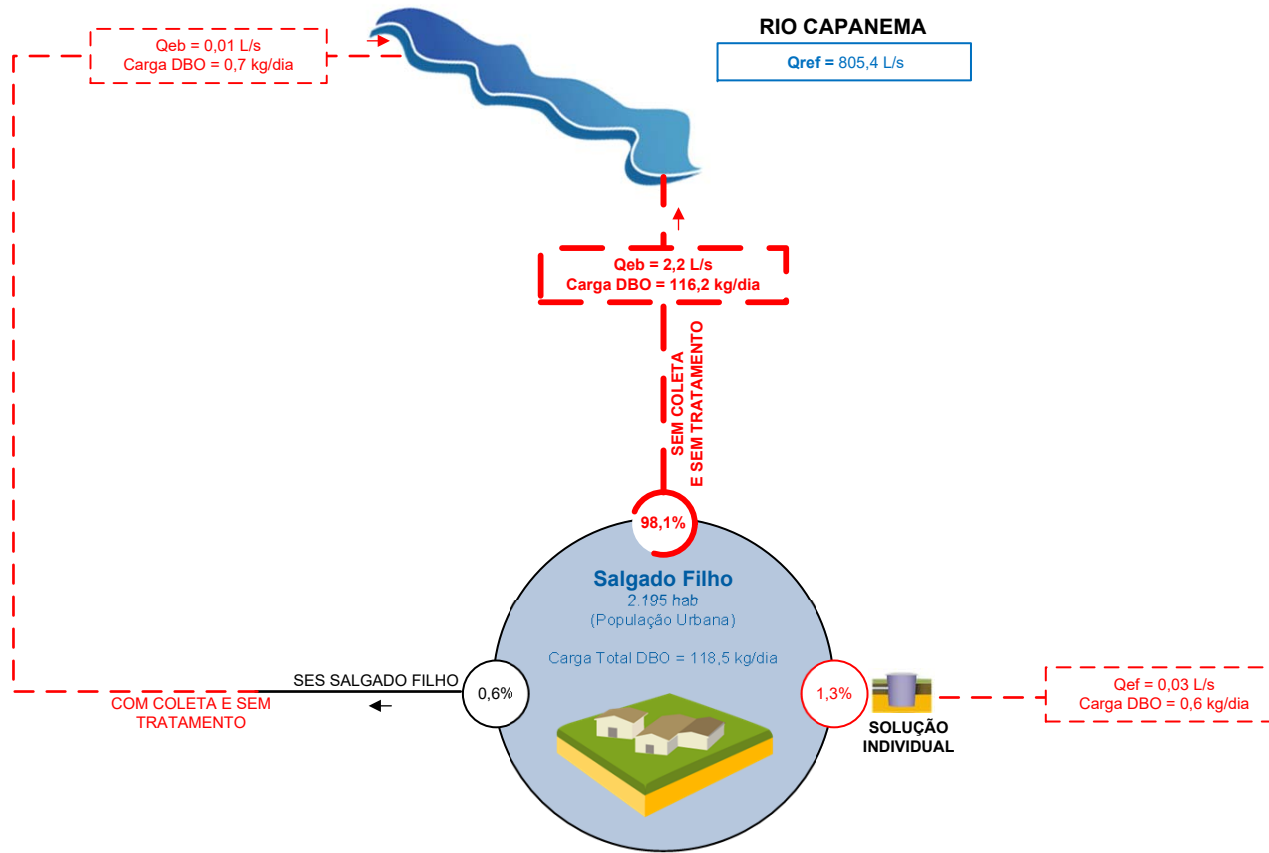 RIO CAPANEMA
Qref = 805,4 L/s
Qeb = 0,01 L/s
Carga DBO = 0,7 kg/dia
Qeb = 2,2 L/s
Carga DBO = 116,2 kg/dia
SEM COLETA
E SEM TRATAMENTO
98,1%
Salgado Filho
2.195 hab
(População Urbana)
Carga Total DBO = 118,5 kg/dia
SES SALGADO FILHO
0,6%
COM COLETA E SEM
TRATAMENTO
1,3%
SOLUÇÃO
INDIVIDUAL
Qef = 0,03 L/s
Carga DBO = 0,6 kg/dia